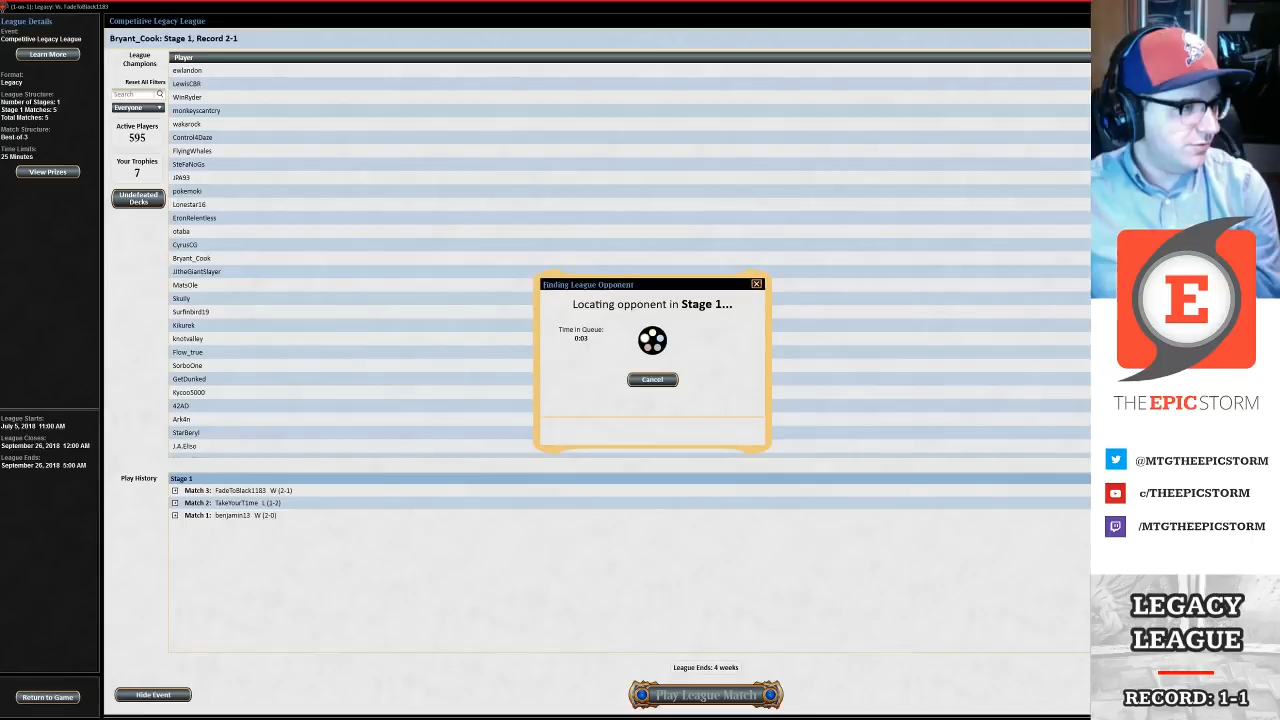 (1-on-1); Legacy: Vs. FadeToBlack1183
League Details
Event:
Competitive Legacy League
Learn More
Format:
Legacy
League Structure:
Number of Stages: 1
Stage 1 Matches: 5
Total Matches: 5
Match Structure:
Best-of-3
Time Limits:
25 Minutes
View Prizes
League Starts:
July 5, 2018 11:00 AM
League Closes:
September 26, 2018 12:00 AM
League Ends:
September 26, 2018 5:00 AM
Return to Game
Competitive Legacy League
Bryant_Cook: Stage 1, Record 2-1
League
Champions
Reset All Filters
Search
Everyone
Active Players
595
Your Trophies
7
Undefeated
Decks
Player
ewlandon
LewisCBR
WinRyder
monkeyscantcry
wakarock
Control4Daze
FlyingWhales
SteFaNoGs
JPA93
pokemoki
Lonestar16
EronRelentless
otaba
CyrusCG
Bryant_Cook
JJtheGiantSlayer
MatsOle
Skully
Surfinbird19
Kikurek
knotvalley
Flow_true
SorboOne
GetDunked
Kycoo5000
42AD
Ark4n
StarBeryl
J.A.Eliso
Finding League Opponent
Locating opponent in Stage 1...
Time in Queue:
0:03
Cancel
Play History
Stage 1
Match 3: FadeToBlack1183 W (2-1)
Match 2: TakeYourT1me L (1-2)
Match 1: benjamin13 W (2-0)
League Ends: 4 weeks
Hide Event
Play League Match
E
THE EPIC STORM
@MTGTHEEPICSTORM
c/THEEPICSTORM
/MTGTHEEPICSTORM
LEGACY
LEAGUE
RECORD: 1-1